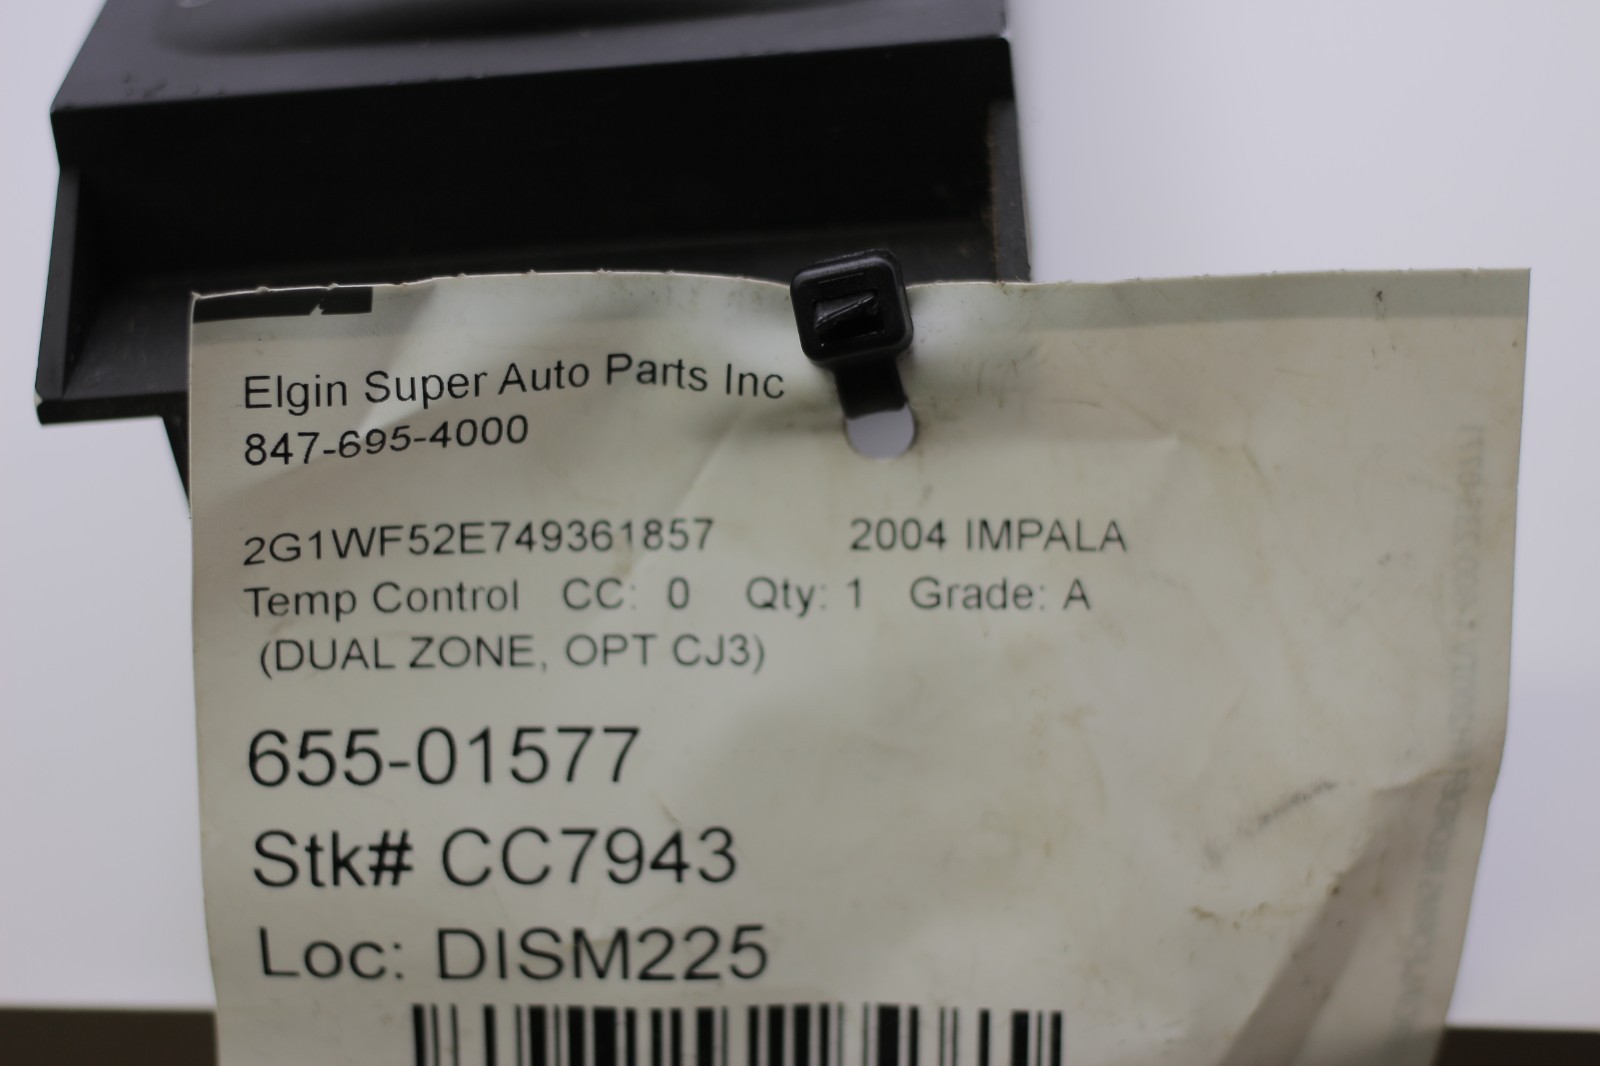 Elgin Super Auto Parts Inc
847-695-4000
2G1WF52E749361857 2004 IMPALA
Temp Control CC: 0 Qty: 1 Grade: A
(DUAL ZONE, OPT CJ3)
655-01577
Stk# CC7943
Loc: DISM225